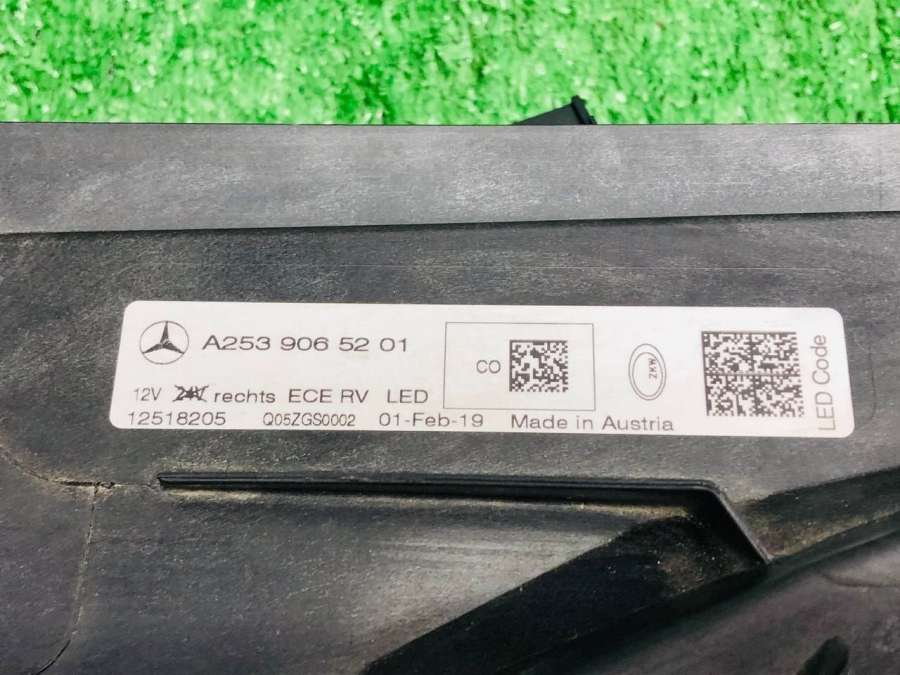 A253 906 52 01
CO
ZKW
12V 24V rechts ECE RV LED
12518205 Q05ZGS0002 01-Feb-19 Made in Austria
LED Code